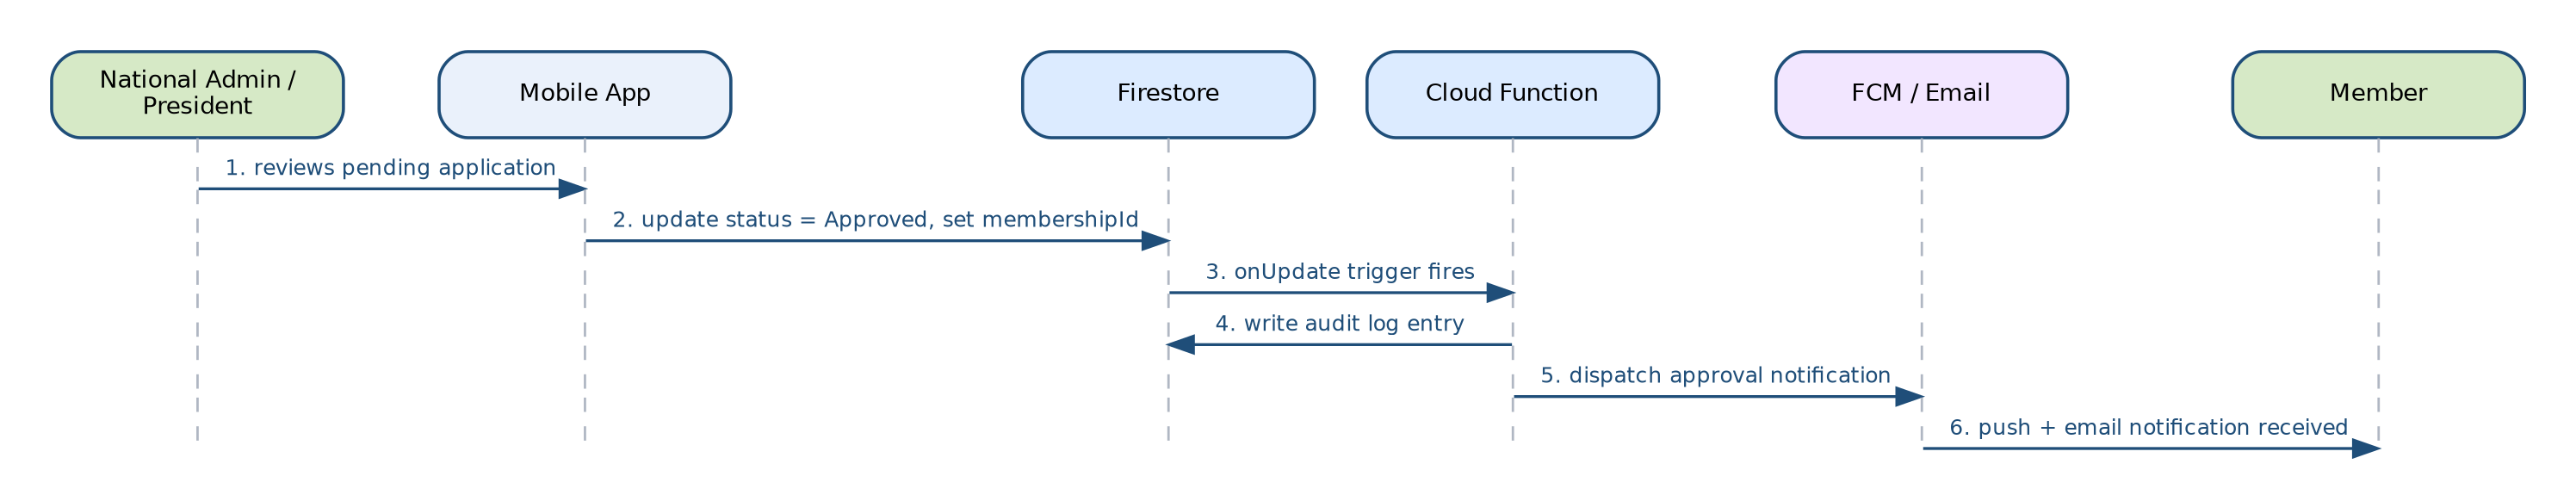 National Admin /
President
Mobile App
Firestore
Cloud Function
FCM / Email
Member
1. reviews pending application
2. update status = Approved, set membershipId
3. onUpdate trigger fires
4. write audit log entry
5. dispatch approval notification
6. push + email notification received